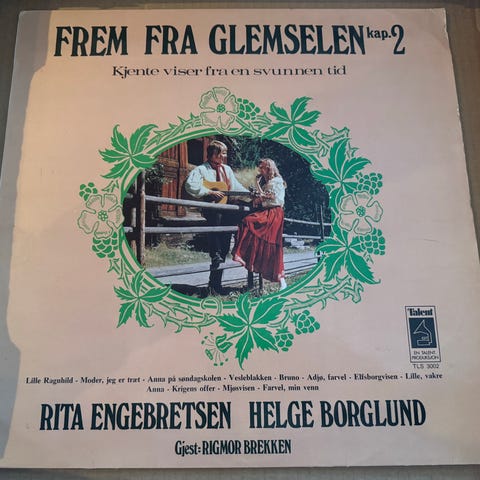 FREM FRA GLEMSELEN kap.2
Kjente viser fra en svunnen tid
Talent
EN TALENT
PRODUKSJON
TLS 3002
Lille Ragnhild - Moder, jeg er træt - Anna på søndagskolen - Vesleblakken - Bruno - Adjø, farvel - Elfsborgvisen - Lille, vakre
Anna - Krigens offer - Mjøsvisen - Farvel, min venn
RITA ENGEBRETSEN HELGE BORGLUND
Gjest: RIGMOR BREKKEN